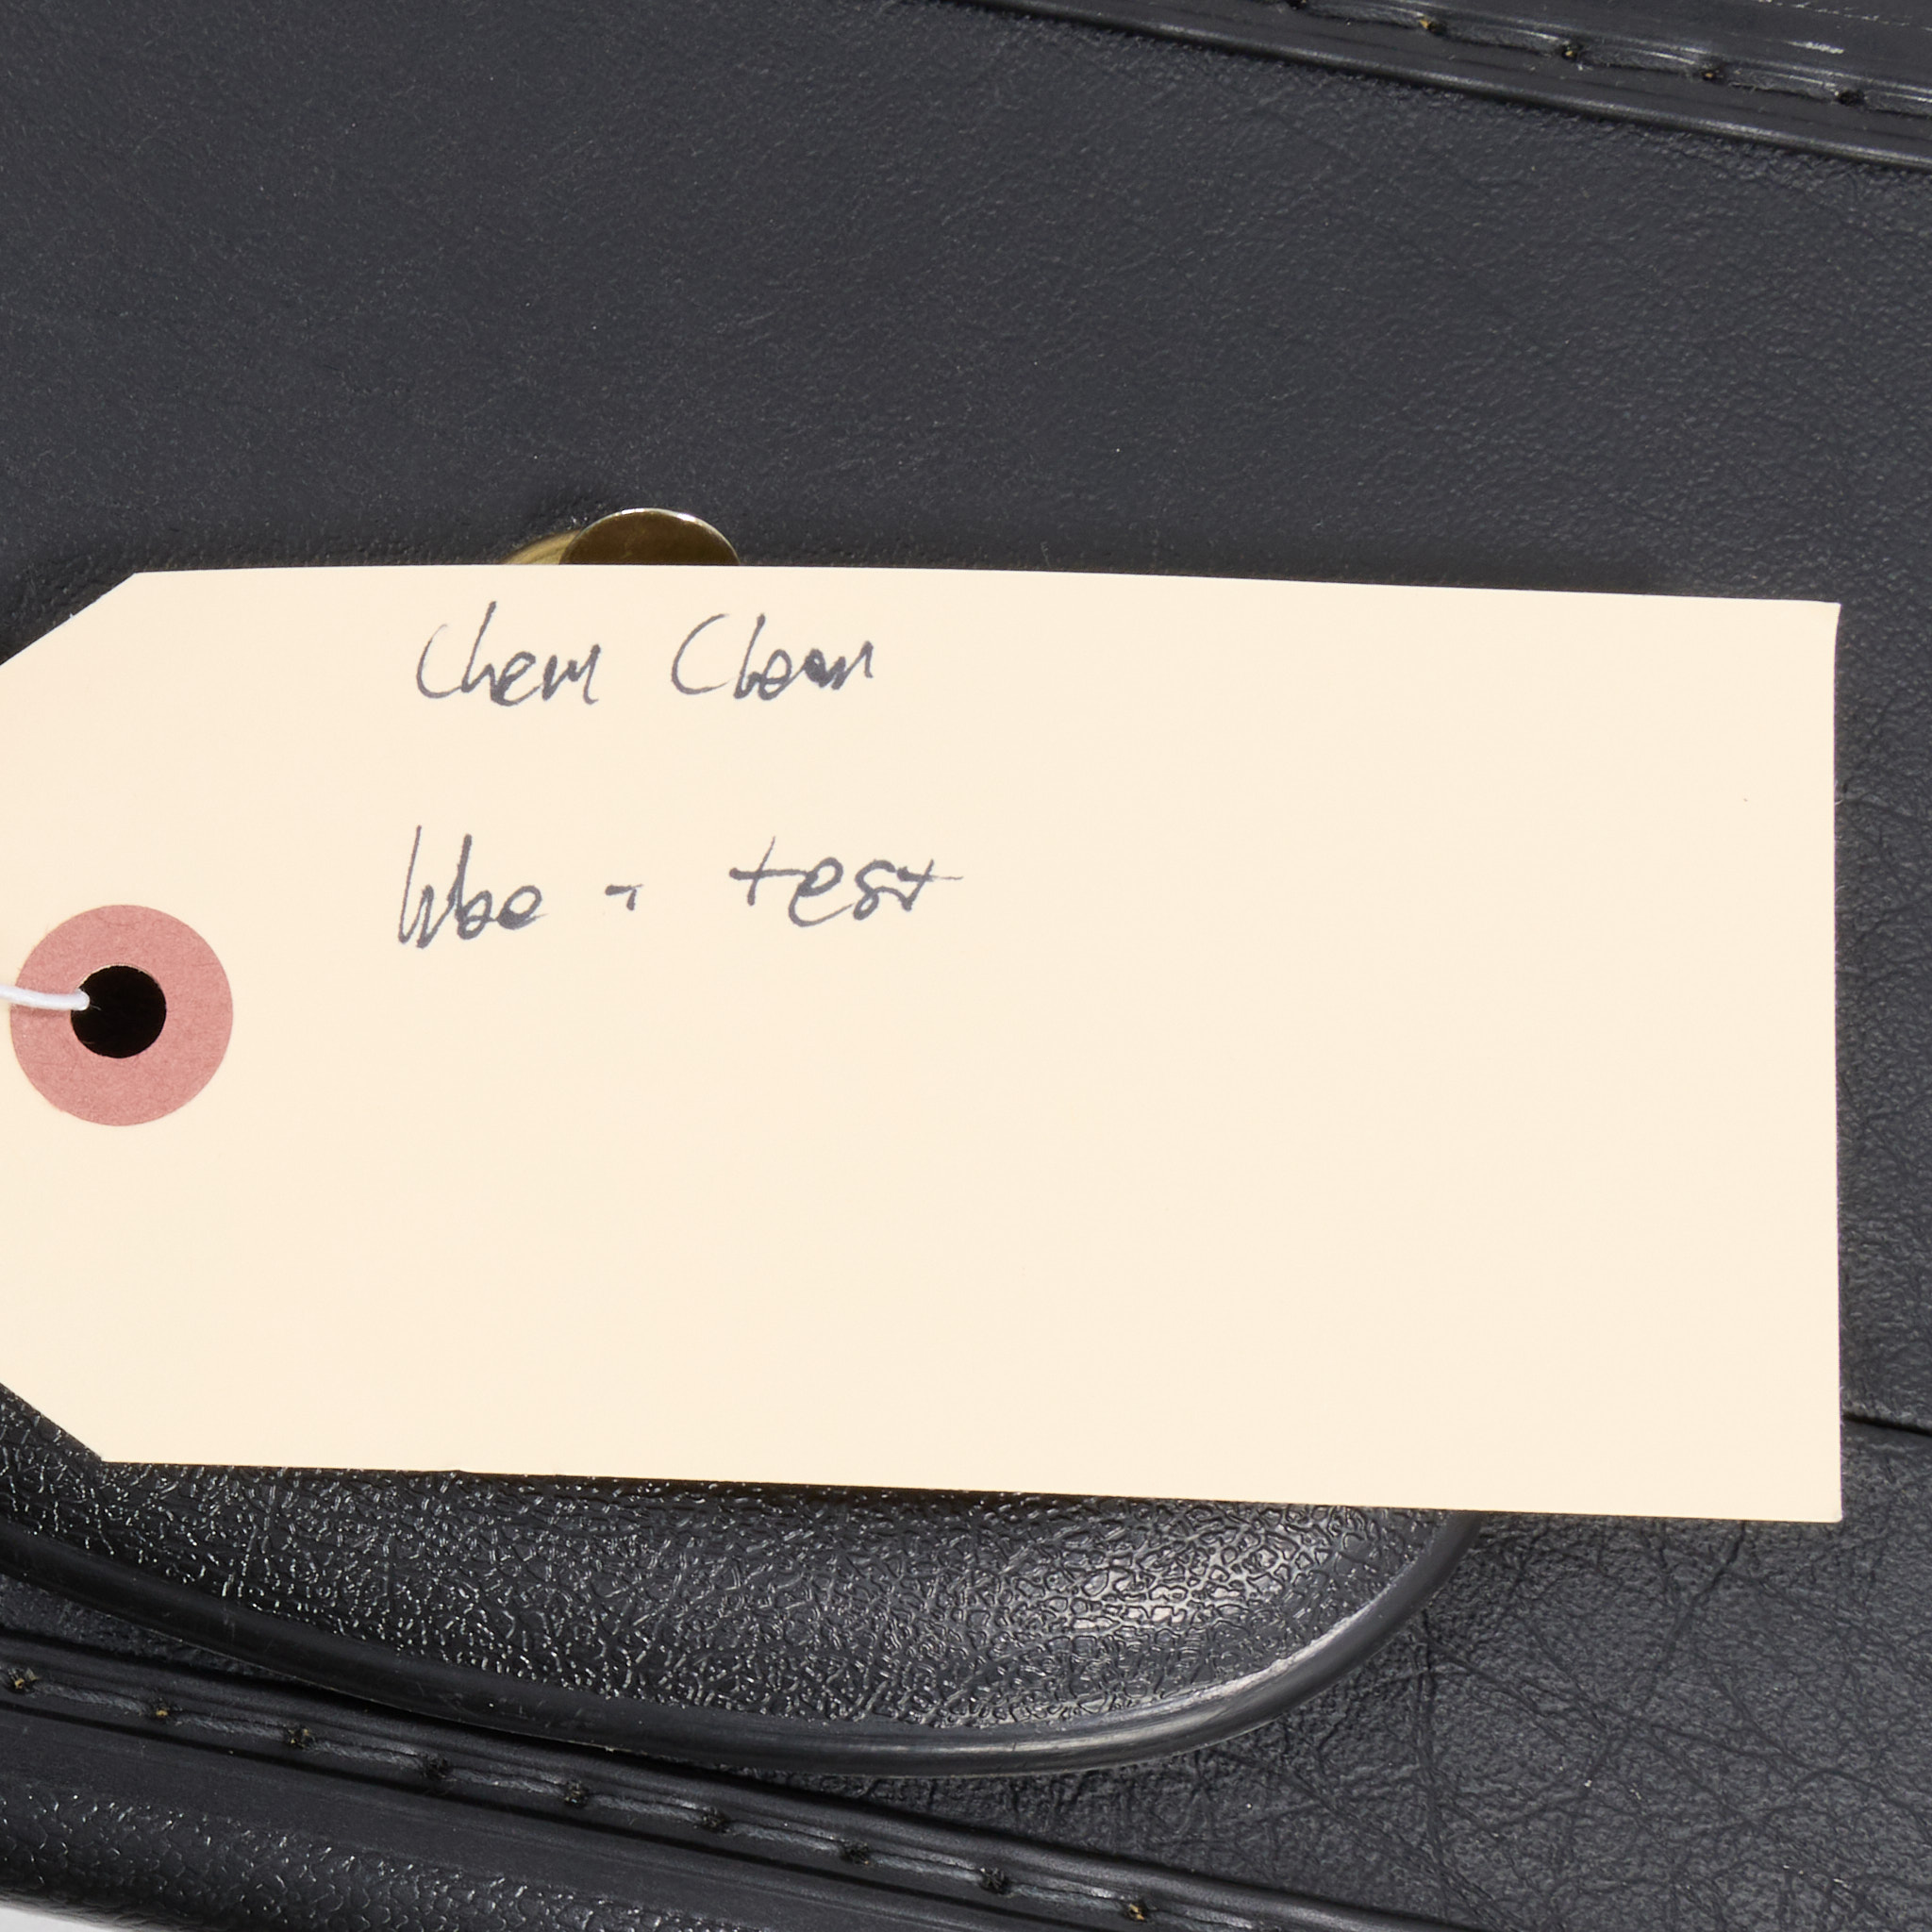 Chem Clean
- test